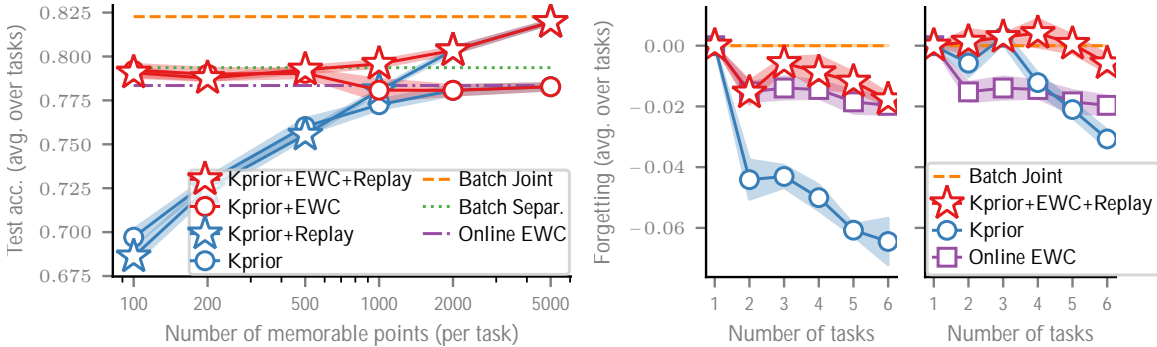 Test acc. (avg. over tasks)
0.825
0.800
0.775
0.750
0.725
0.700
0.675
Kprior+EWC+Replay
Kprior+EWC
Kprior+Replay
Kprior
Batch Joint
Batch Separ.
Online EWC
100 200 500 1000 2000 5000
Number of memorable points (per task)
Forgetting (avg. over tasks)
0.00
−0.02
−0.04
−0.06
1 2 3 4 5 6
Number of tasks
Batch Joint
Kprior+EWC+Replay
Kprior
Online EWC
1 2 3 4 5 6
Number of tasks